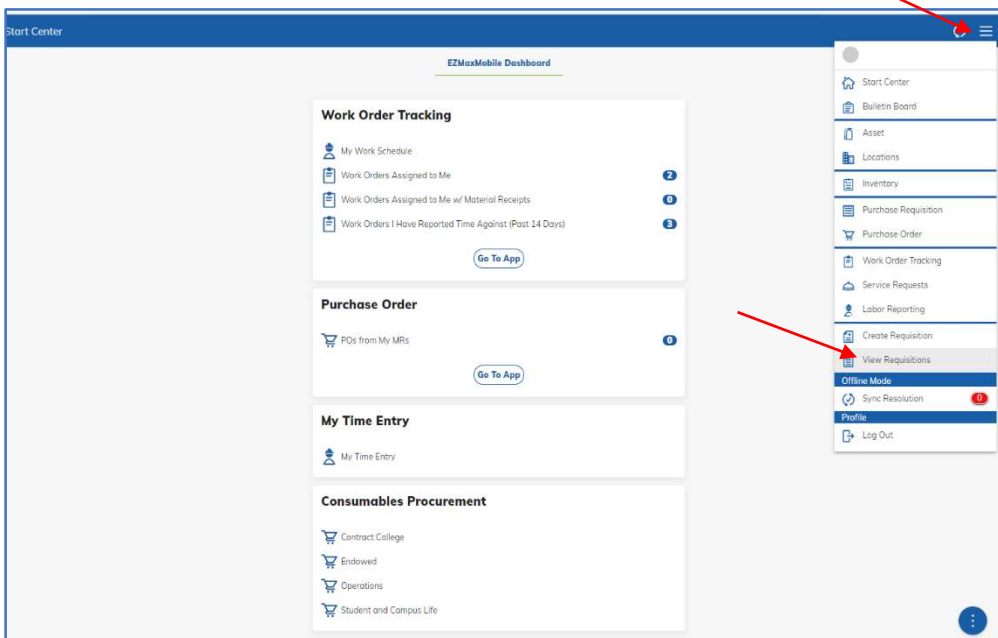 Start Center
EZMaxMobile Dashboard
Work Order Tracking
My Work Schedule
Work Orders Assigned to Me
2
Work Orders Assigned to Me w/ Material Receipts
0
Work Orders I Have Reported Time Against (Past 14 Days)
3
Go To App
Purchase Order
POs from My MRs
0
Go To App
My Time Entry
My Time Entry
Consumables Procurement
Contract College
Endowed
Operations
Student and Campus Life
Start Center
Bulletin Board
Asset
Locations
Inventory
Purchase Requisition
Purchase Order
Work Order Tracking
Service Requests
Labor Reporting
Create Requisition
View Requisitions
Offline Mode
Sync Resolution
0
Profile
Log Out